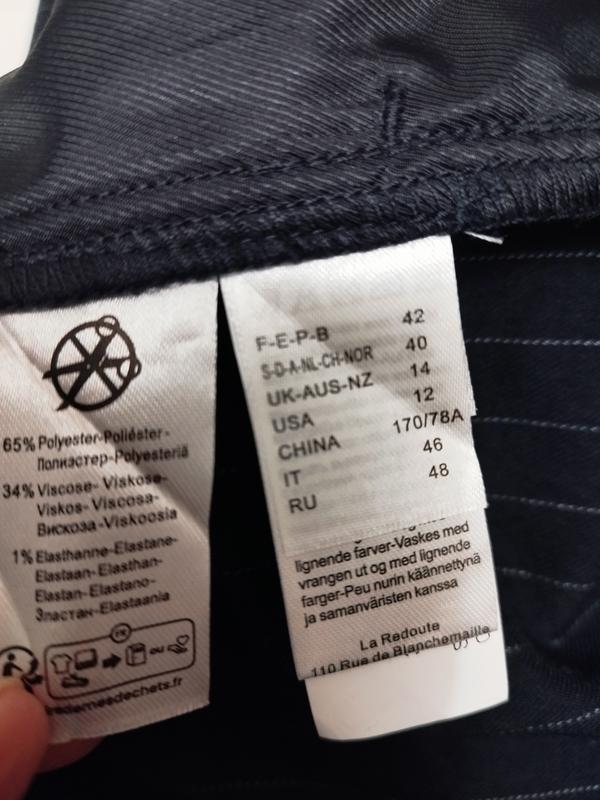 65% Polyester-Poliéster-
Полиэстер-Polyesteriä
34% Viscose- Viskose-
Viskos- Viscosa-
Вискоза-Viskoosia
1% Elasthanne-Elastane-
Elastaan-Elasthan-
Elastan-Elastano-
Эластан-Elastaania
FR
ou
F-E-P-B 42
S-D-A-NL-CH-NOR 40
UK-AUS-NZ 14
USA 12
CHINA 170/78A
IT 46
RU 48
lignende farver-Vaskes med
vrangen ut og med lignende
farger-Peu nurin käännettynä
ja samanväristen kanssa
La Redoute
110 Rue de Blanchemaille